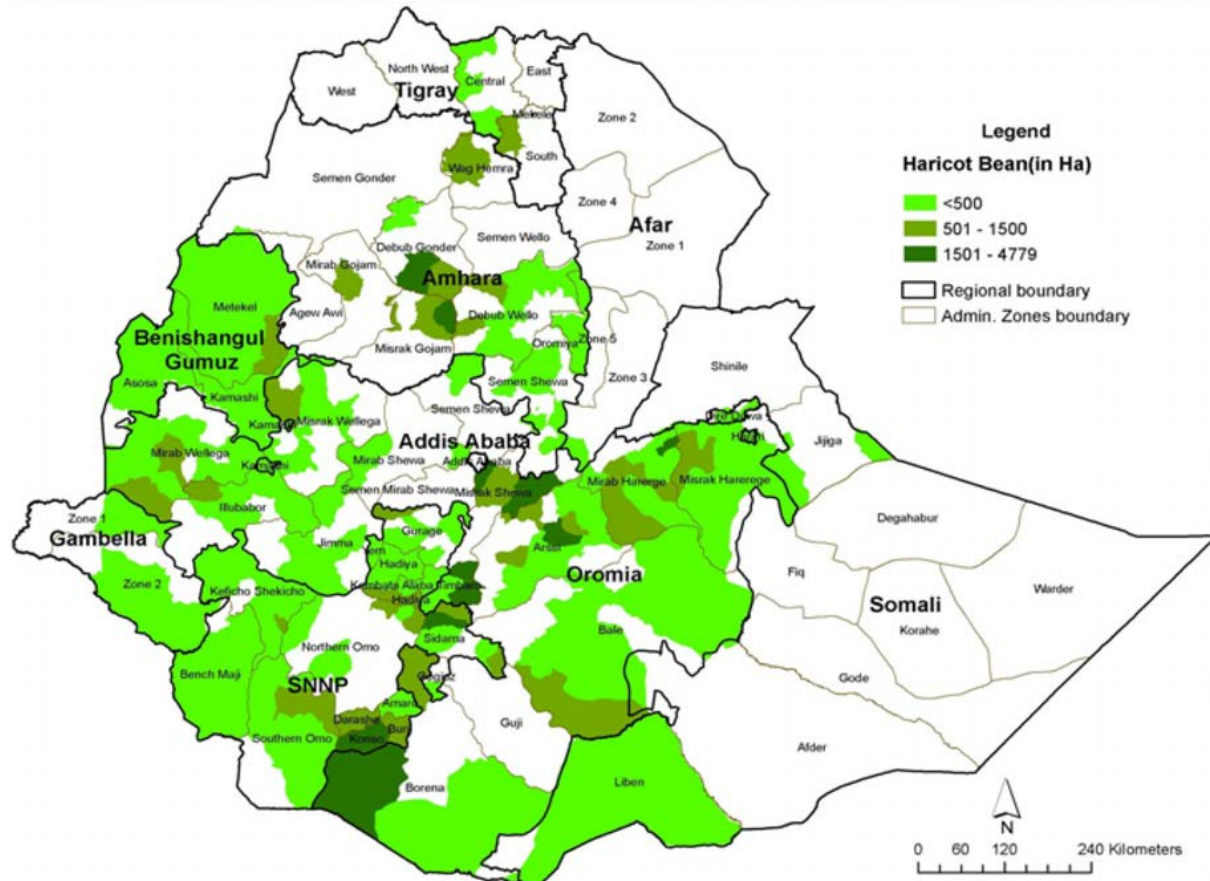 North West
Central
East
West
Tigray
Mekele
Zone 2
South
Wag Hemra
Semen Gonder
Legend
Haricot Bean(in Ha)
<500
501 - 1500
1501 - 4779
Regional boundary
Admin. Zones boundary
Zone 4
Afar
Zone 1
Semen Wello
Debub Gonder
Mirab Gojam
Amhara
Metekel
Agew Awi
Debub Wello
Benishangul
Gumuz
Misrak Gojam
Oromiya
Zone 5
Zone 3
Shinile
Asosa
Kamashi
Semen Shewa
Misrak Wellega
Semen Shewa
Harari
Jijiga
Addis Ababa
Addis Ababa
Mirab Wellega
Kamashi
Mirab Shewa
Semen Mirab Shewa
Misrak Shewa
Mirab Harerge
Misrak Harerege
Illubabor
Degahabur
Zone 1
Gambella
Gorage
Jimma
Yem
Arssi
Hadiya
Oromia
Fiq
Zone 2
Keficho Shekicho
Kembata Alaba Timbaro
Hadiya
Somali
Warder
Korahe
Sidama
Bale
Northern Omo
Bench Maji
SNNP
Gode
Amaro
Guji
Darashe
Burji
Konso
Southern Omo
Afder
Borena
Liben
N
0 60 120 240 Kilometers